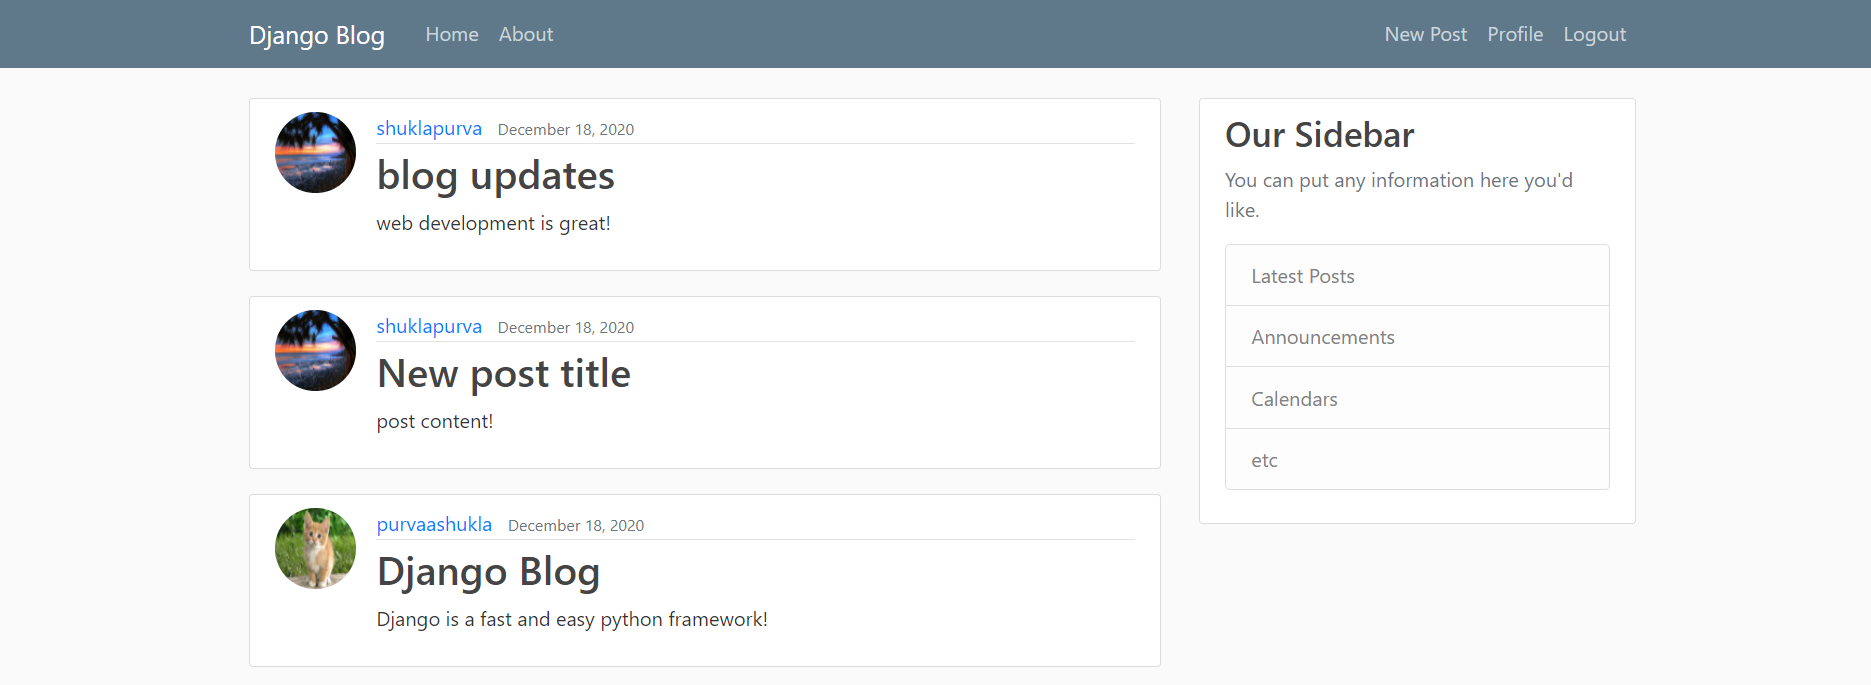 Django Blog Home About New Post Profile Logout
shuklapurva December 18, 2020
blog updates
web development is great!
shuklapurva December 18, 2020
New post title
post content!
purvaashukla December 18, 2020
Django Blog
Django is a fast and easy python framework!
Our Sidebar
You can put any information here you'd
like.
Latest Posts
Announcements
Calendars
etc